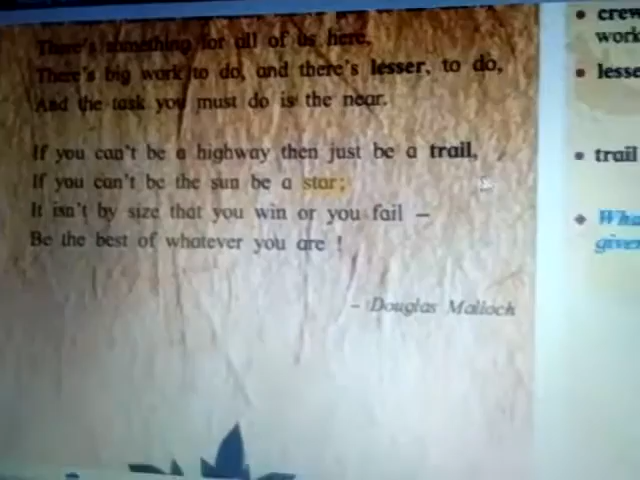 There's something for all of us here,
There's big work to do, and there's lesser, to do,
And the task you must do is the near.
If you can't be a highway then just be a trail,
If you can't be the sun be a star;
It isn't by size that you win or you fail –
Be the best of whatever you are !
– Douglas Malloch
• crew
work
• lesse
• trail
◆ Wha
given